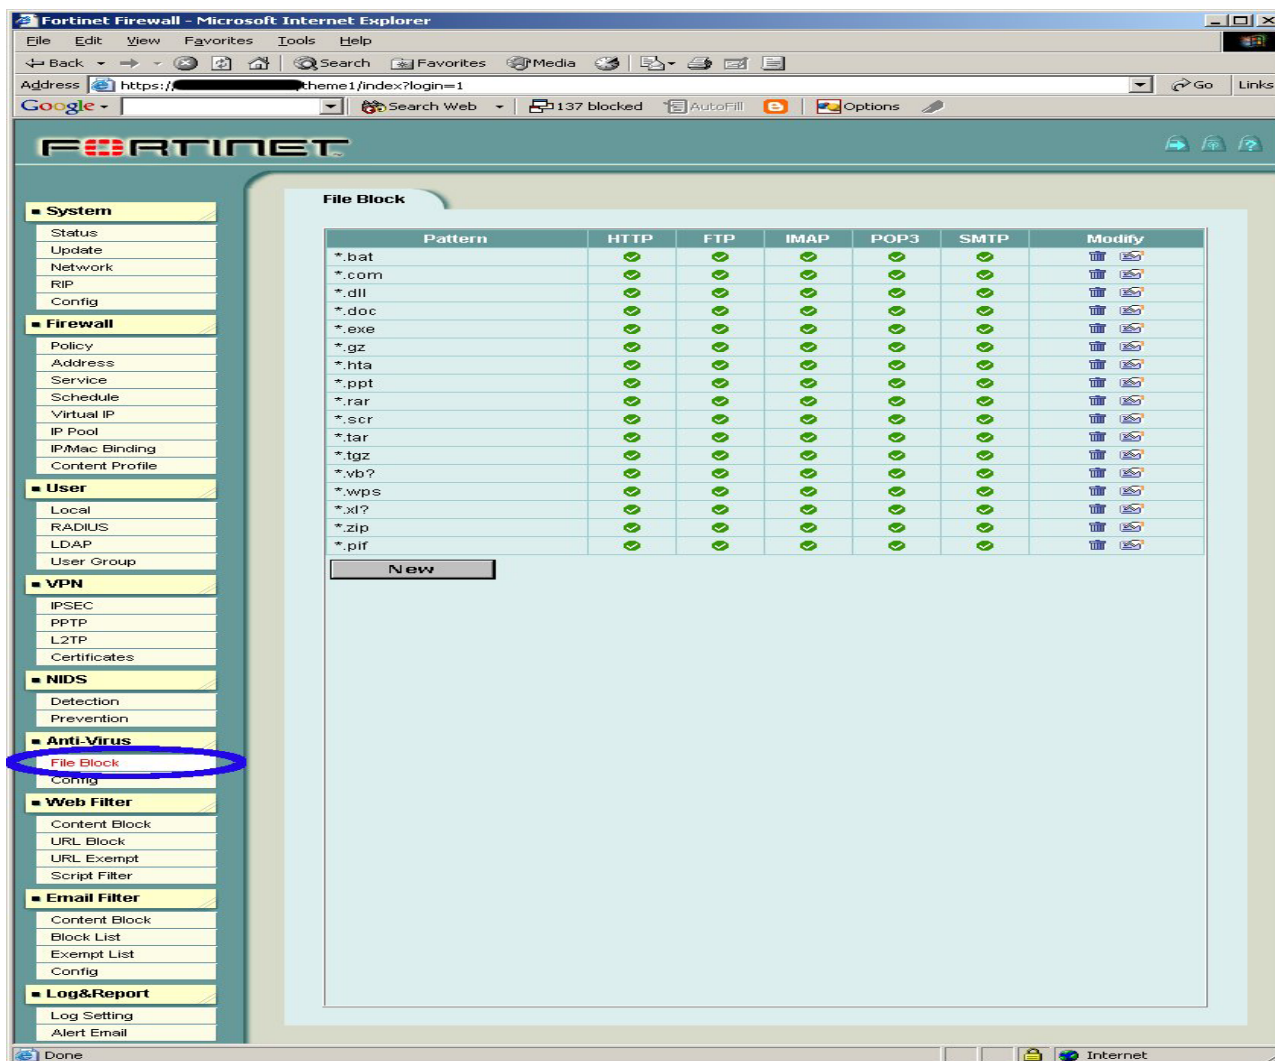 Fortinet Firewall - Microsoft Internet Explorer
File Edit View Favorites Tools Help
Back Search Favorites Media
Address https:// theme1/index?login=1 Go Links
Google Search Web 137 blocked AutoFill Options
FORTINET
File Block
System
Status
Update
Network
RIP
Config
Firewall
Policy
Address
Service
Schedule
Virtual IP
IP Pool
IP/Mac Binding
Content Profile
User
Local
RADIUS
LDAP
User Group
VPN
IPSEC
PPTP
L2TP
Certificates
NIDS
Detection
Prevention
Anti-Virus
File Block
Config
Web Filter
Content Block
URL Block
URL Exempt
Script Filter
Email Filter
Content Block
Block List
Exempt List
Config
Log&Report
Log Setting
Alert Email
Pattern HTTP FTP IMAP POP3 SMTP Modify
*.bat
*.com
*.dll
*.doc
*.exe
*.gz
*.hta
*.ppt
*.rar
*.scr
*.tar
*.tgz
*.vb?
*.wps
*.xl?
*.zip
*.pif
New
Done Internet